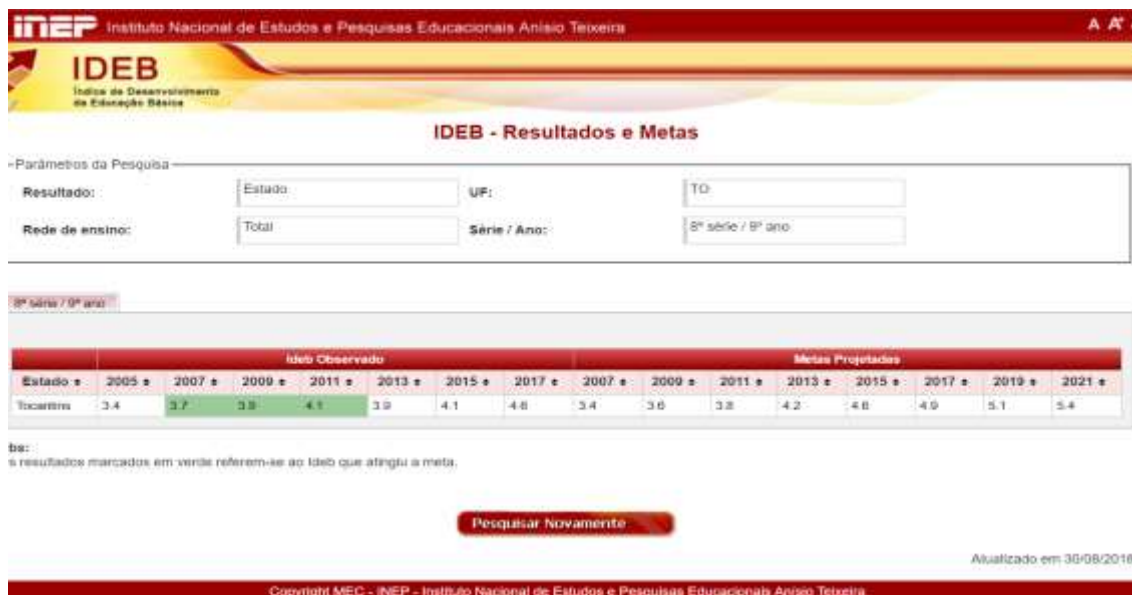 inep Instituto Nacional de Estudos e Pesquisas Educacionais Anísio Teixeira A A+
IDEB
Índice de Desenvolvimento
da Educação Básica
IDEB - Resultados e Metas
Parâmetros da Pesquisa
Resultado: Estado UF: TO
Rede de ensino: Total Série / Ano: 8ª série / 9º ano
8ª série / 9º ano
Ideb Observado Metas Projetadas
Estado 2005 2007 2009 2011 2013 2015 2017 2007 2009 2011 2013 2015 2017 2019 2021
Tocantins 3.4 3.7 3.9 4.1 3.9 4.1 4.6 3.4 3.6 3.8 4.2 4.6 4.9 5.1 5.4
bs:
s resultados marcados em verde referem-se ao Ideb que atingiu a meta.
Pesquisar Novamente
Atualizado em 30/08/2018
Copyright MEC - INEP - Instituto Nacional de Estudos e Pesquisas Educacionais Anísio Teixeira